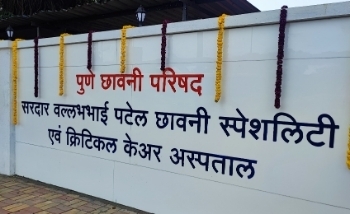 पुणे छावनी परिषद
सरदार वल्लभभाई पटेल छावनी स्पेशलिटी
एवं क्रिटिकल केअर अस्पताल